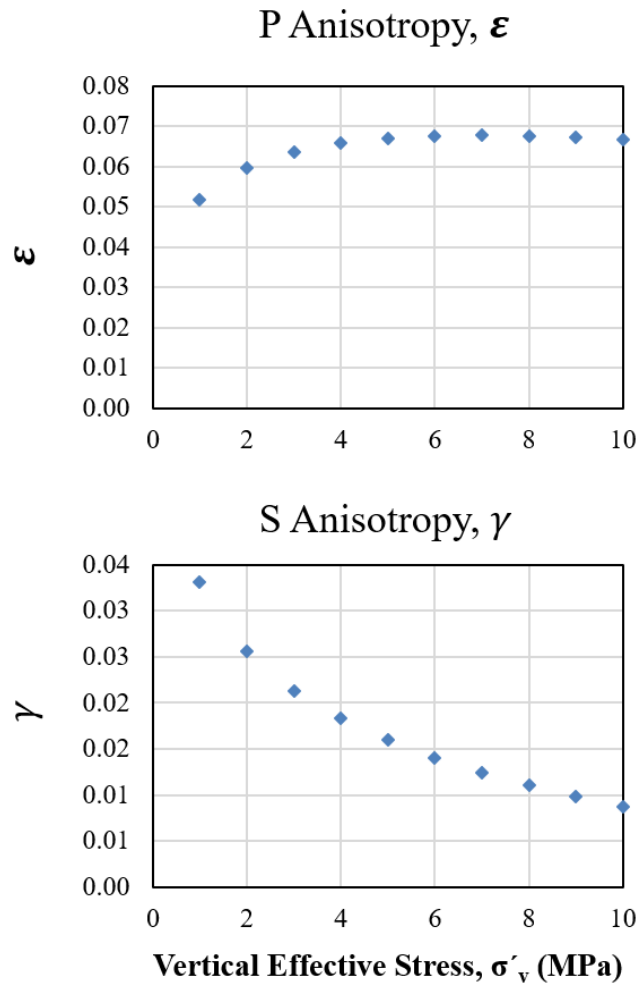 P Anisotropy, ε
0.08
0.07
0.06
0.05
0.04
0.03
0.02
0.01
0.00
ε
0 2 4 6 8 10
S Anisotropy, γ
0.04
0.03
0.03
0.02
0.02
0.01
0.01
0.00
γ
0 2 4 6 8 10
Vertical Effective Stress, σ´v (MPa)